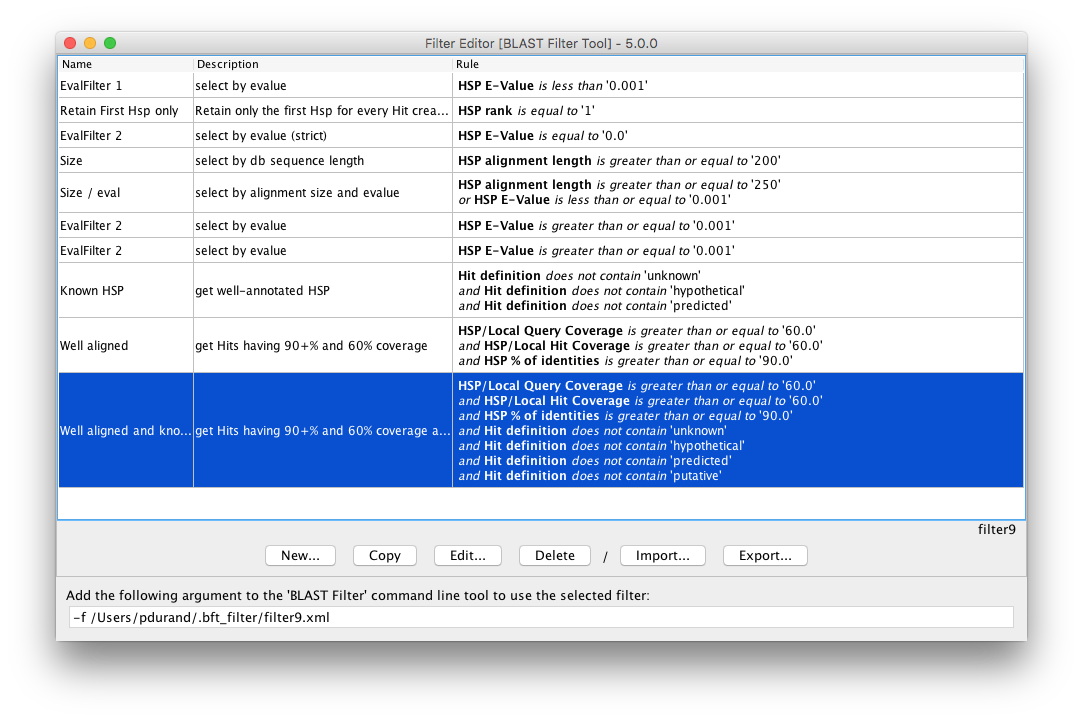 Filter Editor [BLAST Filter Tool] - 5.0.0
Name Description Rule
EvalFilter 1 select by evalue HSP E-Value is less than '0.001'
Retain First Hsp only Retain only the first Hsp for every Hit crea... HSP rank is equal to '1'
EvalFilter 2 select by evalue (strict) HSP E-Value is equal to '0.0'
Size select by db sequence length HSP alignment length is greater than or equal to '200'
Size / eval select by alignment size and evalue HSP alignment length is greater than or equal to '250'
or HSP E-Value is less than or equal to '0.001'
EvalFilter 2 select by evalue HSP E-Value is greater than or equal to '0.001'
EvalFilter 2 select by evalue HSP E-Value is greater than or equal to '0.001'
Known HSP get well-annotated HSP Hit definition does not contain 'unknown'
and Hit definition does not contain 'hypothetical'
and Hit definition does not contain 'predicted'
Well aligned get Hits having 90+% and 60% coverage HSP/Local Query Coverage is greater than or equal to '60.0'
and HSP/Local Hit Coverage is greater than or equal to '60.0'
and HSP % of identities is greater than or equal to '90.0'
Well aligned and kno... get Hits having 90+% and 60% coverage a... HSP/Local Query Coverage is greater than or equal to '60.0'
and HSP/Local Hit Coverage is greater than or equal to '60.0'
and HSP % of identities is greater than or equal to '90.0'
and Hit definition does not contain 'unknown'
and Hit definition does not contain 'hypothetical'
and Hit definition does not contain 'predicted'
and Hit definition does not contain 'putative'
filter9
New... Copy Edit... Delete / Import... Export...
Add the following argument to the 'BLAST Filter' command line tool to use the selected filter:
-f /Users/pdurand/.bft_filter/filter9.xml